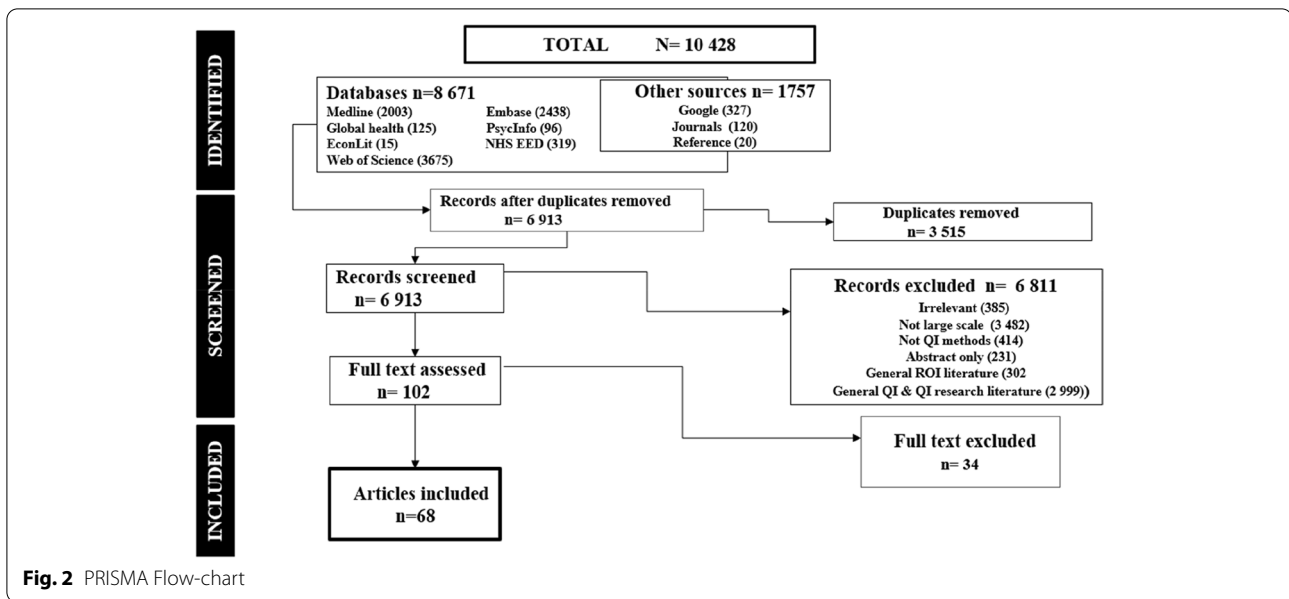 TOTAL N= 10 428
IDENTIFIED
Databases n=8 671
Medline (2003) Embase (2438)
Global health (125) PsycInfo (96)
EconLit (15) NHS EED (319)
Web of Science (3675)
Other sources n= 1757
Google (327)
Journals (120)
Reference (20)
SCREENED
Records after duplicates removed
n= 6 913
Duplicates removed
n= 3 515
Records screened
n= 6 913
Records excluded n= 6 811
Irrelevant (385)
Not large scale (3 482)
Not QI methods (414)
Abstract only (231)
General ROI literature (302
General QI & QI research literature (2 999))
Full text assessed
n= 102
Full text excluded
n= 34
INCLUDED
Articles included
n=68
Fig. 2 PRISMA Flow-chart